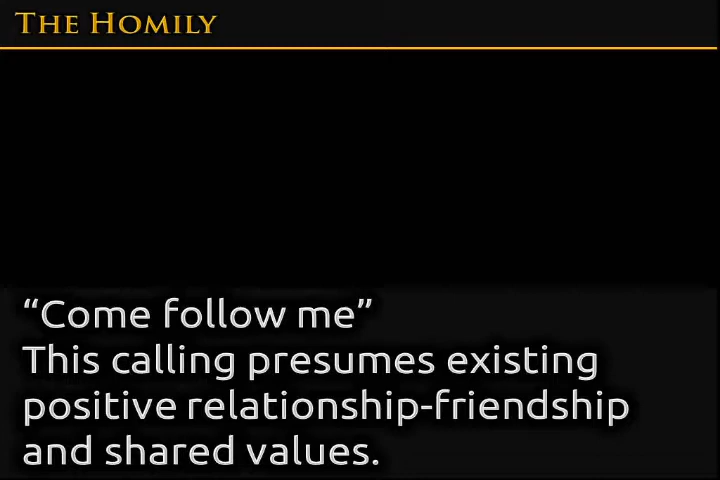 The Homily
“Come follow me”
This calling presumes existing
positive relationship-friendship
and shared values.